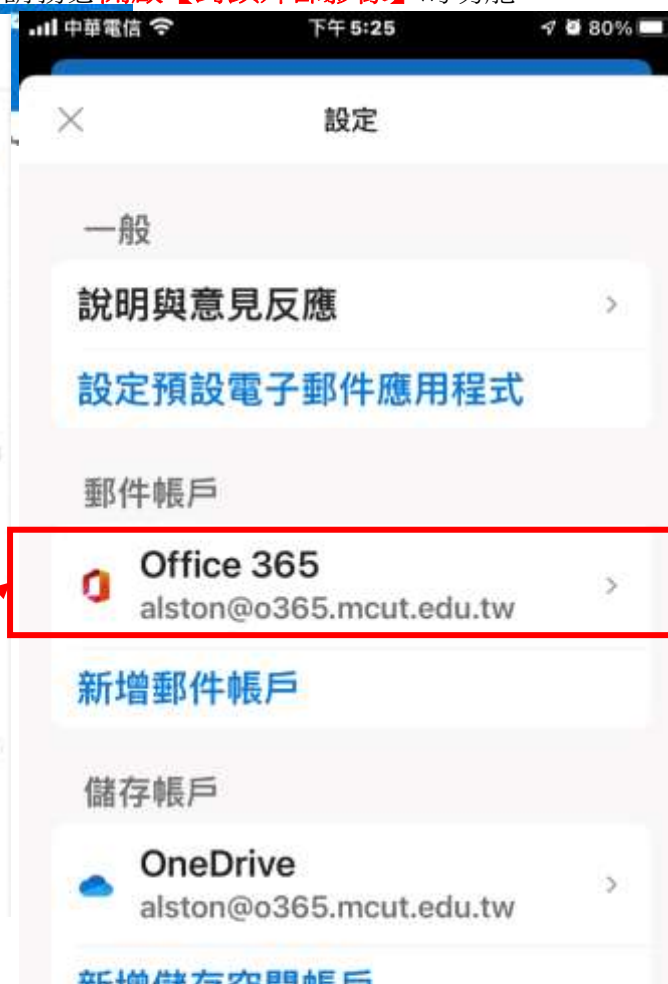 中華電信 下午 5:25 80%
設定
一般
說明與意見反應
設定預設電子郵件應用程式
郵件帳戶
Office 365
alston@o365.mcut.edu.tw
新增郵件帳戶
儲存帳戶
OneDrive
alston@o365.mcut.edu.tw